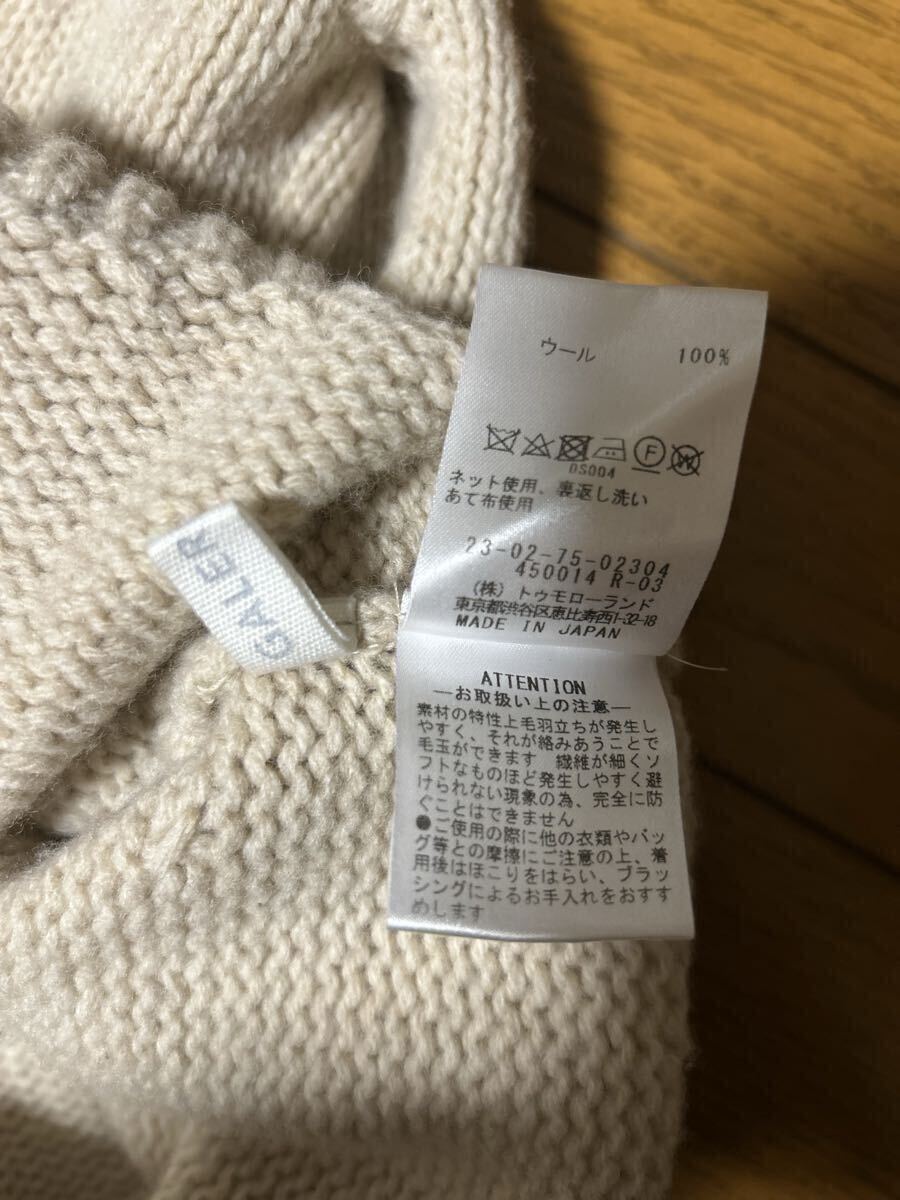 ウール 100%
F W
DS004
ネット使用、裏返し洗い
あて布使用
23-02-75-02304
450014 R-03
（株）トゥモローランド
東京都渋谷区恵比寿西1-32-18
MADE IN JAPAN
GALER
ATTENTION
―お取扱い上の注意―
素材の特性上毛羽立ちが発生し
やすく、それが絡みあうことで
毛玉ができます 繊維が細くソ
フトなものほど発生しやすく避
けられない現象の為、完全に防
ぐことはできません
●ご使用の際に他の衣類やバッ
グ等との摩擦にご注意の上、着
用後はほこりをはらい、ブラッ
シングによるお手入れをおすす
めします